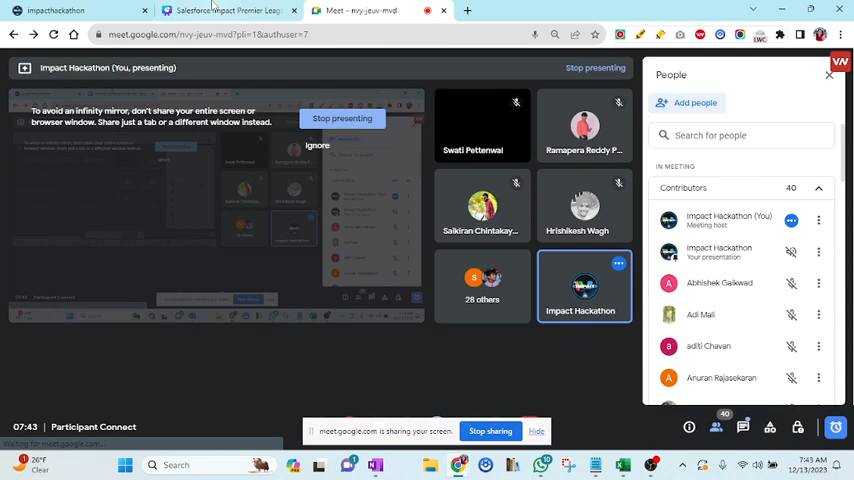 impacthackathon
Salesforce Impact Premier Leagu
Meet – nvy-jeuv-mvd
meet.google.com/nvy-jeuv-mvd?pli=1&authuser=7
Impact Hackathon (You, presenting)
Stop presenting
To avoid an infinity mirror, don't share your entire screen or
browser window. Share just a tab or a different window instead.
Stop presenting
Ignore
Swati Pettenwal
Ramapera Reddy P...
Saikiran Chintakay...
Hrishikesh Wagh
28 others
S
Impact Hackathon
People
Add people
Search for people
IN MEETING
Contributors
40
Impact Hackathon (You)
Meeting host
Impact Hackathon
Your presentation
A
Abhishek Gaikwad
Adi Mali
a
aditi Chavan
A
Anuran Rajasekaran
07:43
Participant Connect
40
Waiting for meet.google.com...
meet.google.com is sharing your screen.
Stop sharing
Hide
26°F
Clear
Search
7:43 AM
12/13/2023